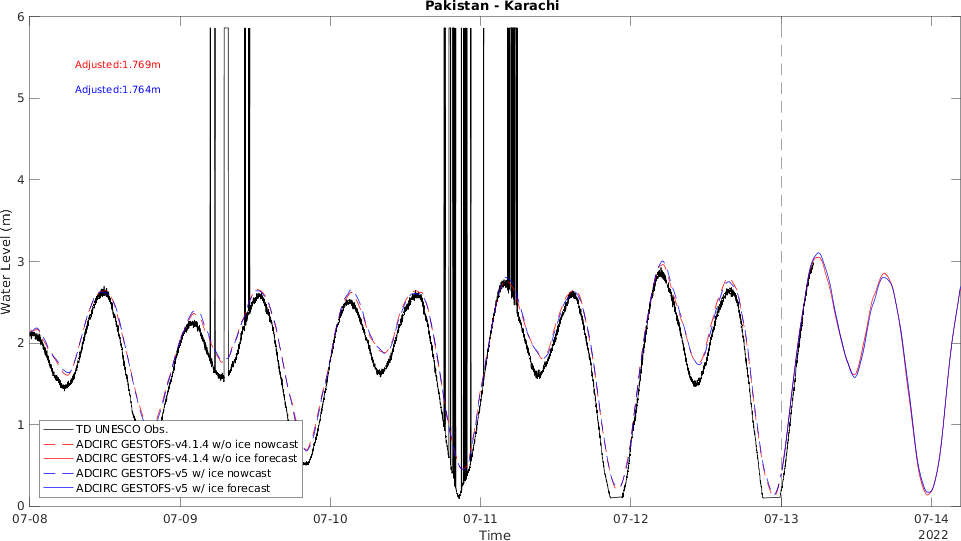 Pakistan - Karachi
6
Adjusted:1.769m
Adjusted:1.764m
5
4
3
2
1
0
Water Level (m)
TD UNESCO Obs.
ADCIRC GESTOFS-v4.1.4 w/o ice nowcast
ADCIRC GESTOFS-v4.1.4 w/o ice forecast
ADCIRC GESTOFS-v5 w/ ice nowcast
ADCIRC GESTOFS-v5 w/ ice forecast
07-08 07-09 07-10 07-11 07-12 07-13 07-14
Time 2022